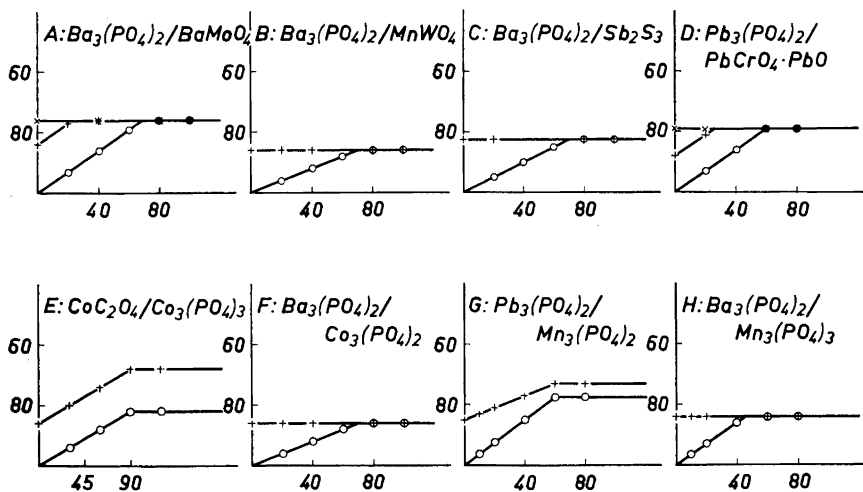 A: Ba3(PO4)2/BaMoO4
B: Ba3(PO4)2/MnWO4
C: Ba3(PO4)2/Sb2S3
D: Pb3(PO4)2/
PbCrO4·PbO
60
80
40
80
60
80
40
80
60
80
40
80
60
80
40
80
E: CoC2O4/Co3(PO4)3
F: Ba3(PO4)2/
Co3(PO4)2
G: Pb3(PO4)2/
Mn3(PO4)2
H: Ba3(PO4)2/
Mn3(PO4)3
60
80
45
90
60
80
40
80
60
80
40
80
60
80
40
80